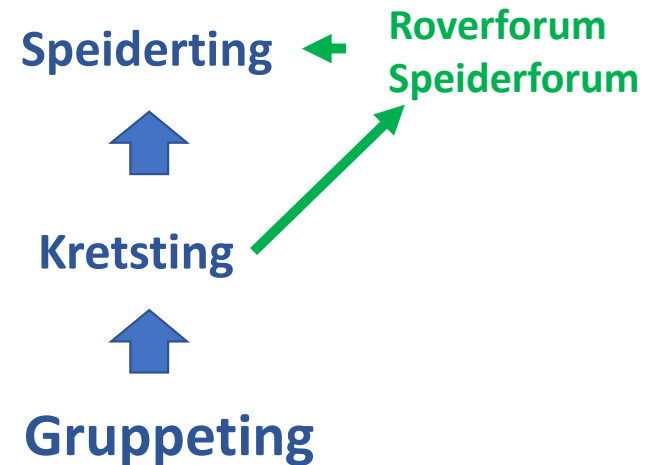 Speiderting
Roverforum
Speiderforum
Kretsting
Gruppeting